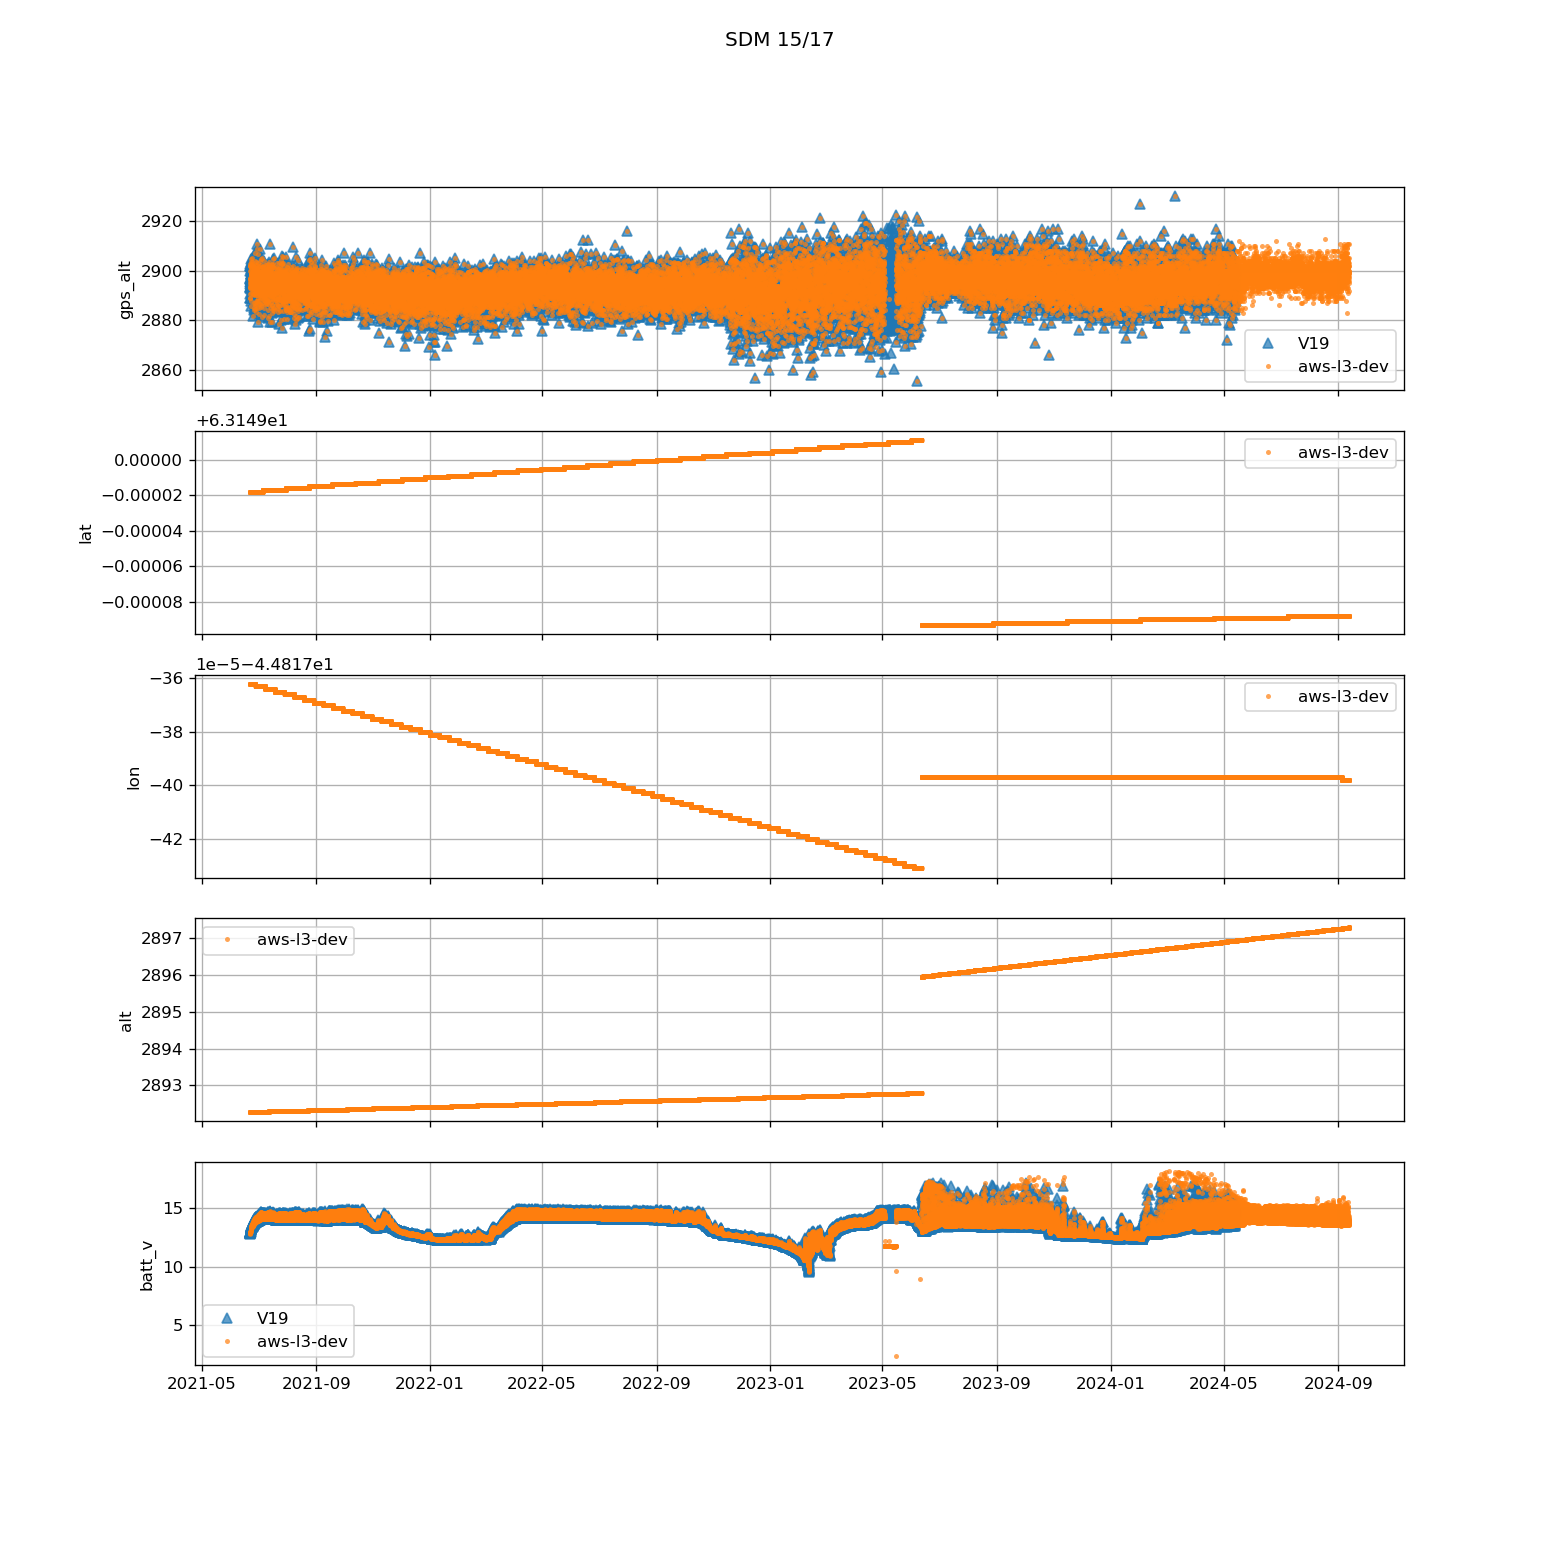 SDM 15/17
2920
2900
2880
2860
gps_alt
V19
aws-l3-dev
+6.3149e1
0.00000
−0.00002
−0.00004
−0.00006
−0.00008
lat
aws-l3-dev
1e−5−4.4817e1
−36
−38
−40
−42
lon
aws-l3-dev
2897
2896
2895
2894
2893
alt
aws-l3-dev
15
10
5
batt_v
V19
aws-l3-dev
2021-05 2021-09 2022-01 2022-05 2022-09 2023-01 2023-05 2023-09 2024-01 2024-05 2024-09